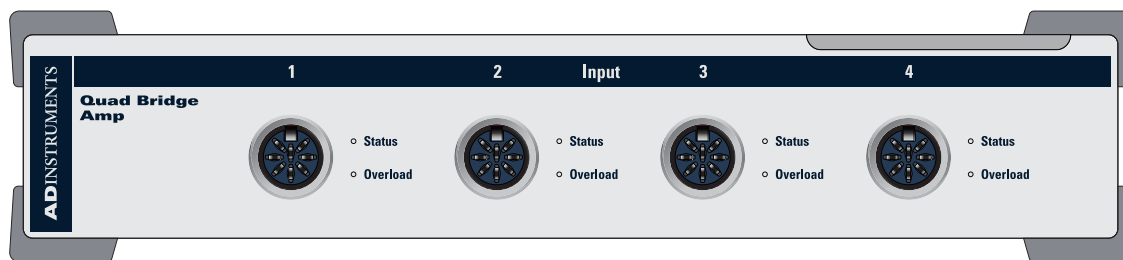 ADINSTRUMENTS
1 2 Input 3 4
Quad Bridge
Amp
Status Status Status Status
Overload Overload Overload Overload